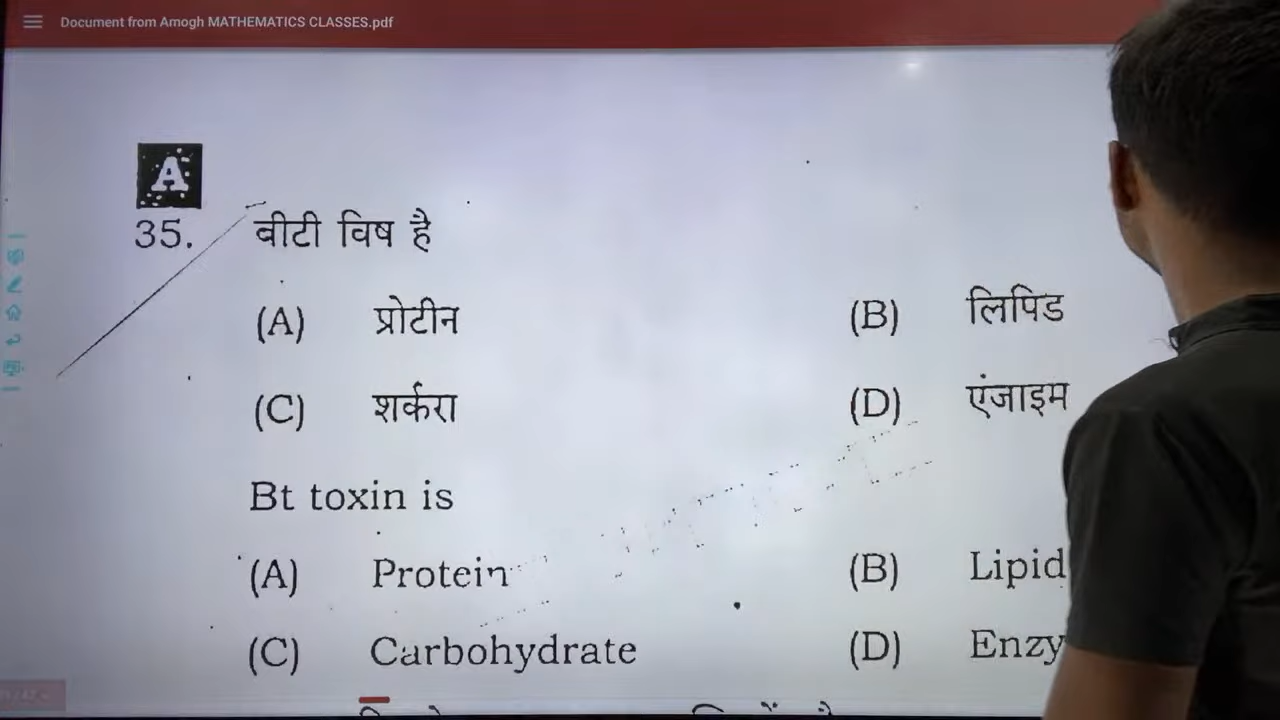 Document from Amogh MATHEMATICS CLASSES.pdf
A
35. बीटी विष है
(A) प्रोटीन (B) लिपिड
(C) शर्करा (D) एंजाइम
Bt toxin is
(A) Protein (B) Lipid
(C) Carbohydrate (D) Enzy